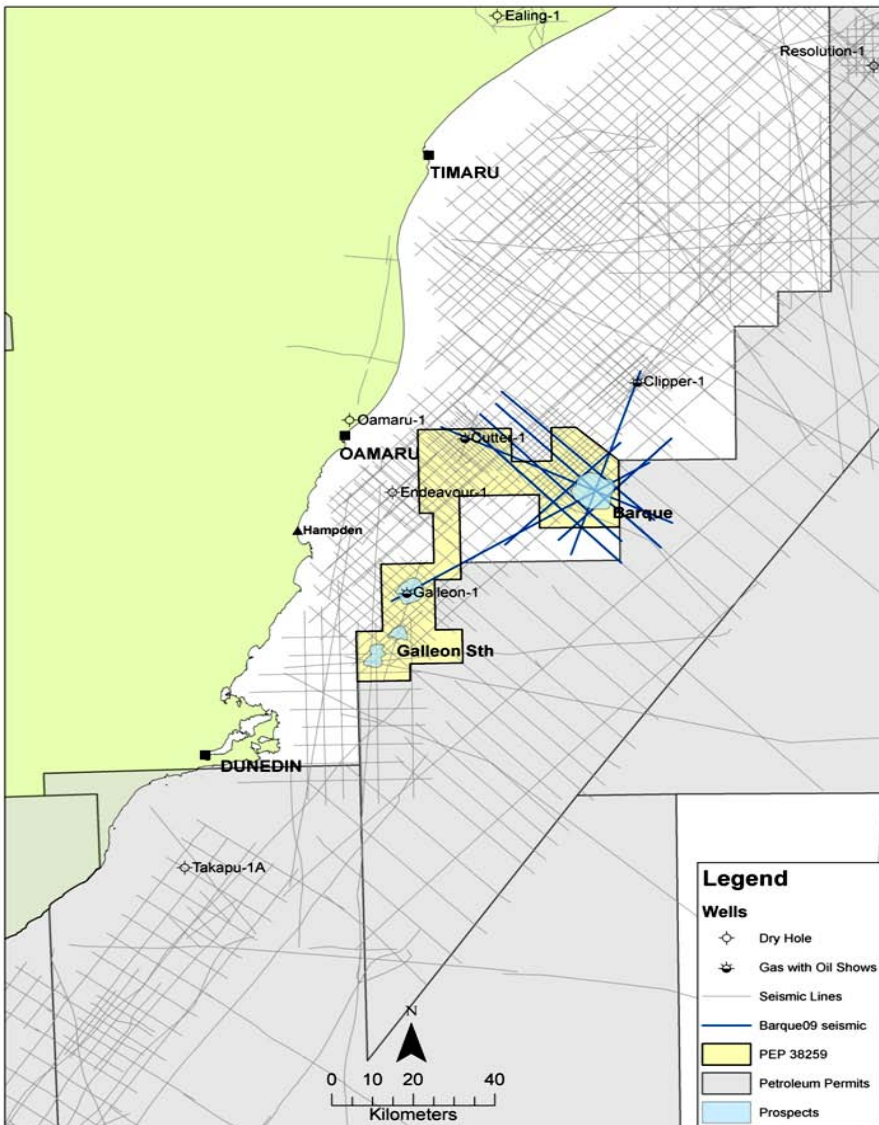 Ealing-1
Resolution-1
TIMARU
Clipper-1
Oamaru-1
OAMARU
Cutter-1
Endeavour-1
Barque
Hampden
Galleon-1
Galleon Sth
DUNEDIN
Takapu-1A
Legend
Wells
Dry Hole
Gas with Oil Shows
Seismic Lines
Barque09 seismic
PEP 38259
Petroleum Permits
Prospects
N
0 10 20 40
Kilometers